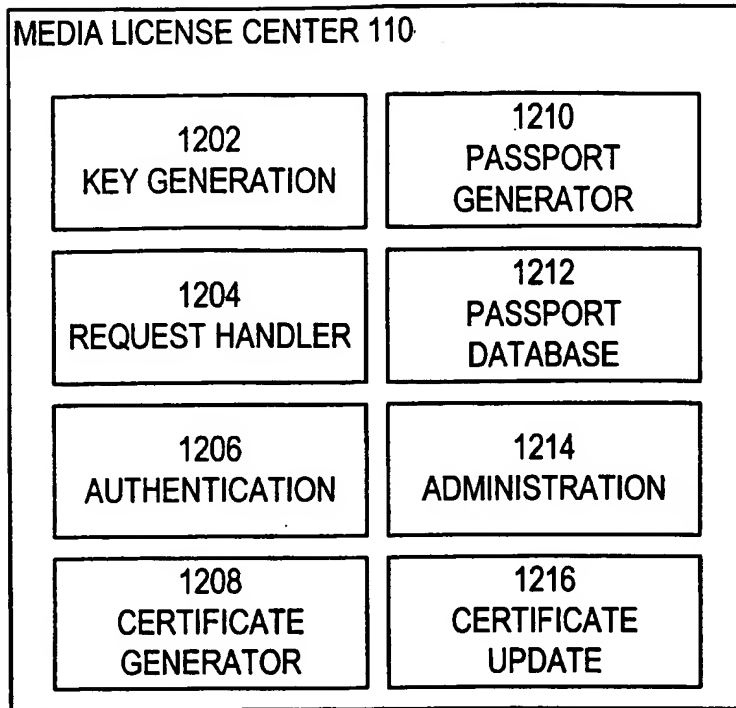 MEDIA LICENSE CENTER 110
1202
KEY GENERATION
1210
PASSPORT
GENERATOR
1204
REQUEST HANDLER
1212
PASSPORT
DATABASE
1206
AUTHENTICATION
1214
ADMINISTRATION
1208
CERTIFICATE
GENERATOR
1216
CERTIFICATE
UPDATE